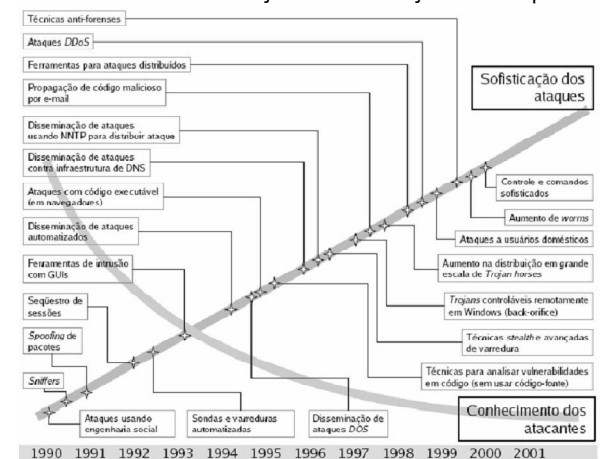 Técnicas anti-forenses
Ataques DDoS
Ferramentas para ataques distribuídos
Propagação de código malicioso
por e-mail
Disseminação de ataques
usando NNTP para distribuir ataque
Disseminação de ataques
contra infraestrutura de DNS
Ataques com código executável
(em navegadores)
Disseminação de ataques
automatizados
Ferramentas de intrusão
com GUIs
Seqüestro de
sessões
Spoofing de
pacotes
Sniffers
Sofisticação dos
ataques
Controle e comandos
sofisticados
Aumento de worms
Ataques a usuários domésticos
Aumento na distribuição em grande
escala de Trojan horses
Trojans controláveis remotamente
em Windows (back-orifice)
Técnicas stealth e avançadas
de varredura
Técnicas para analisar vulnerabilidades
em código (sem usar código-fonte)
Conhecimento dos
atacantes
Ataques usando
engenharia social
Sondas e varreduras
automatizadas
Disseminação de
ataques DOS
1990 1991 1992 1993 1994 1995 1996 1997 1998 1999 2000 2001